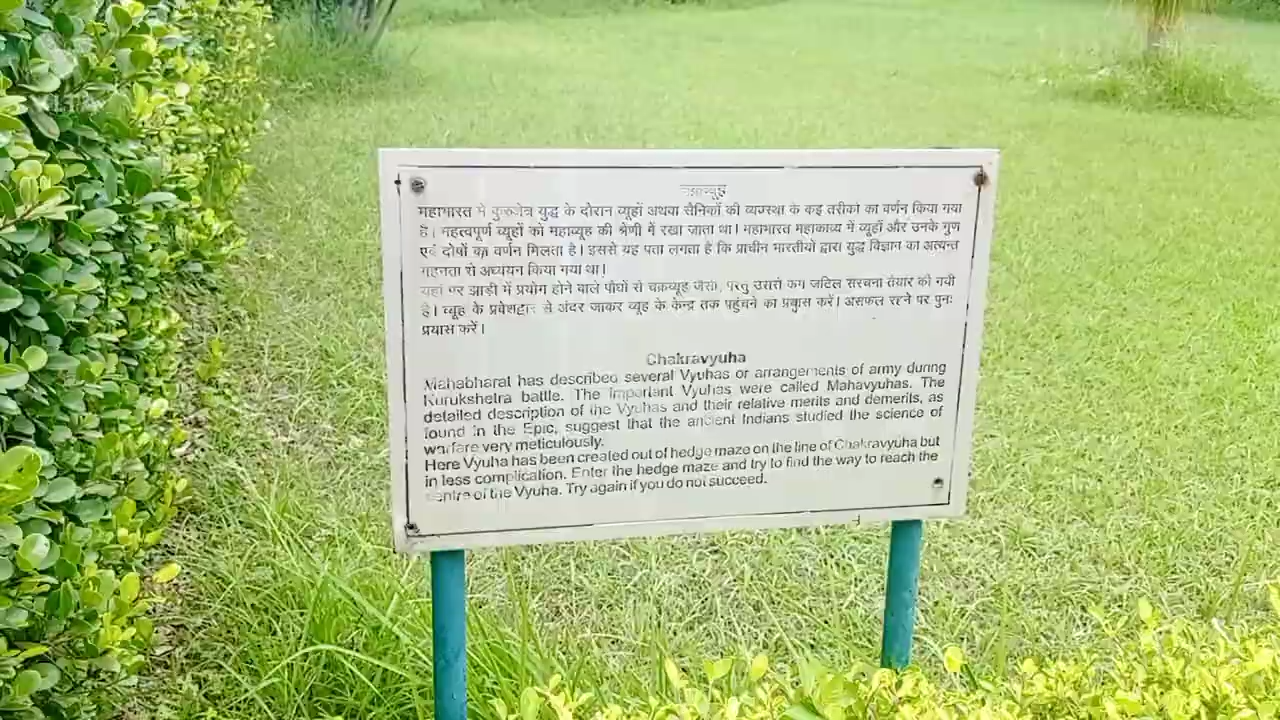 महाभारत में कुरुक्षेत्र युद्ध के दौरान व्यूहों अथवा सैनिकों की व्यवस्था के कई तरीकों का वर्णन किया गया
है। महत्वपूर्ण व्यूहों को महाव्यूह की श्रेणी में रखा जाता था। महाभारत महाकाव्य में व्यूहों और उनके गुण
एवं दोषों का वर्णन मिलता है। इससे यह पता लगता है कि प्राचीन भारतीयों द्वारा युद्ध विज्ञान का अत्यन्त
गहनता से अध्ययन किया गया था।
यहां पर झाड़ी में प्रयोग होने वाले पौधों से चक्रव्यूह जैसी, परंतु उससे कम जटिल संरचना तैयार की गयी
है। व्यूह के प्रवेशद्वार से अंदर जाकर व्यूह के केन्द्र तक पहुंचने का प्रयास करें। असफल रहने पर पुनः
प्रयास करें।
Chakravyuha
Mahabharat has described several Vyuhas or arrangements of army during
Kurukshetra battle. The important Vyuhas were called Mahavyuhas. The
detailed description of the Vyuhas and their relative merits and demerits, as
found in the Epic, suggest that the ancient Indians studied the science of
warfare very meticulously.
Here Vyuha has been created out of hedge maze on the line of Chakravyuha but
in less complication. Enter the hedge maze and try to find the way to reach the
centre of the Vyuha. Try again if you do not succeed.